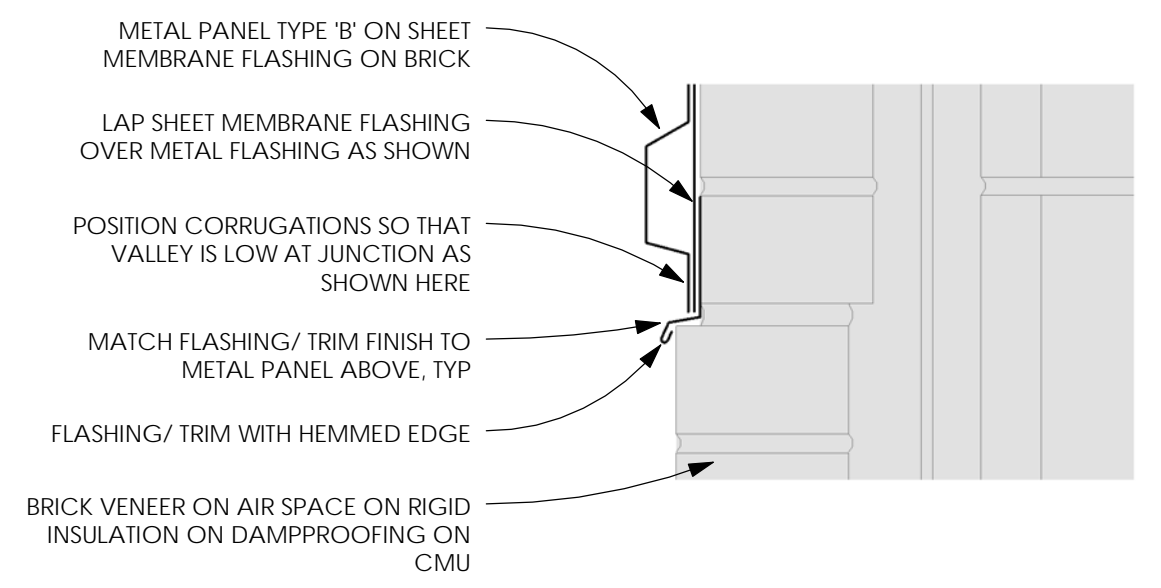 METAL PANEL TYPE 'B' ON SHEET
MEMBRANE FLASHING ON BRICK
LAP SHEET MEMBRANE FLASHING
OVER METAL FLASHING AS SHOWN
POSITION CORRUGATIONS SO THAT
VALLEY IS LOW AT JUNCTION AS
SHOWN HERE
MATCH FLASHING/ TRIM FINISH TO
METAL PANEL ABOVE, TYP
FLASHING/ TRIM WITH HEMMED EDGE
BRICK VENEER ON AIR SPACE ON RIGID
INSULATION ON DAMPPROOFING ON
CMU